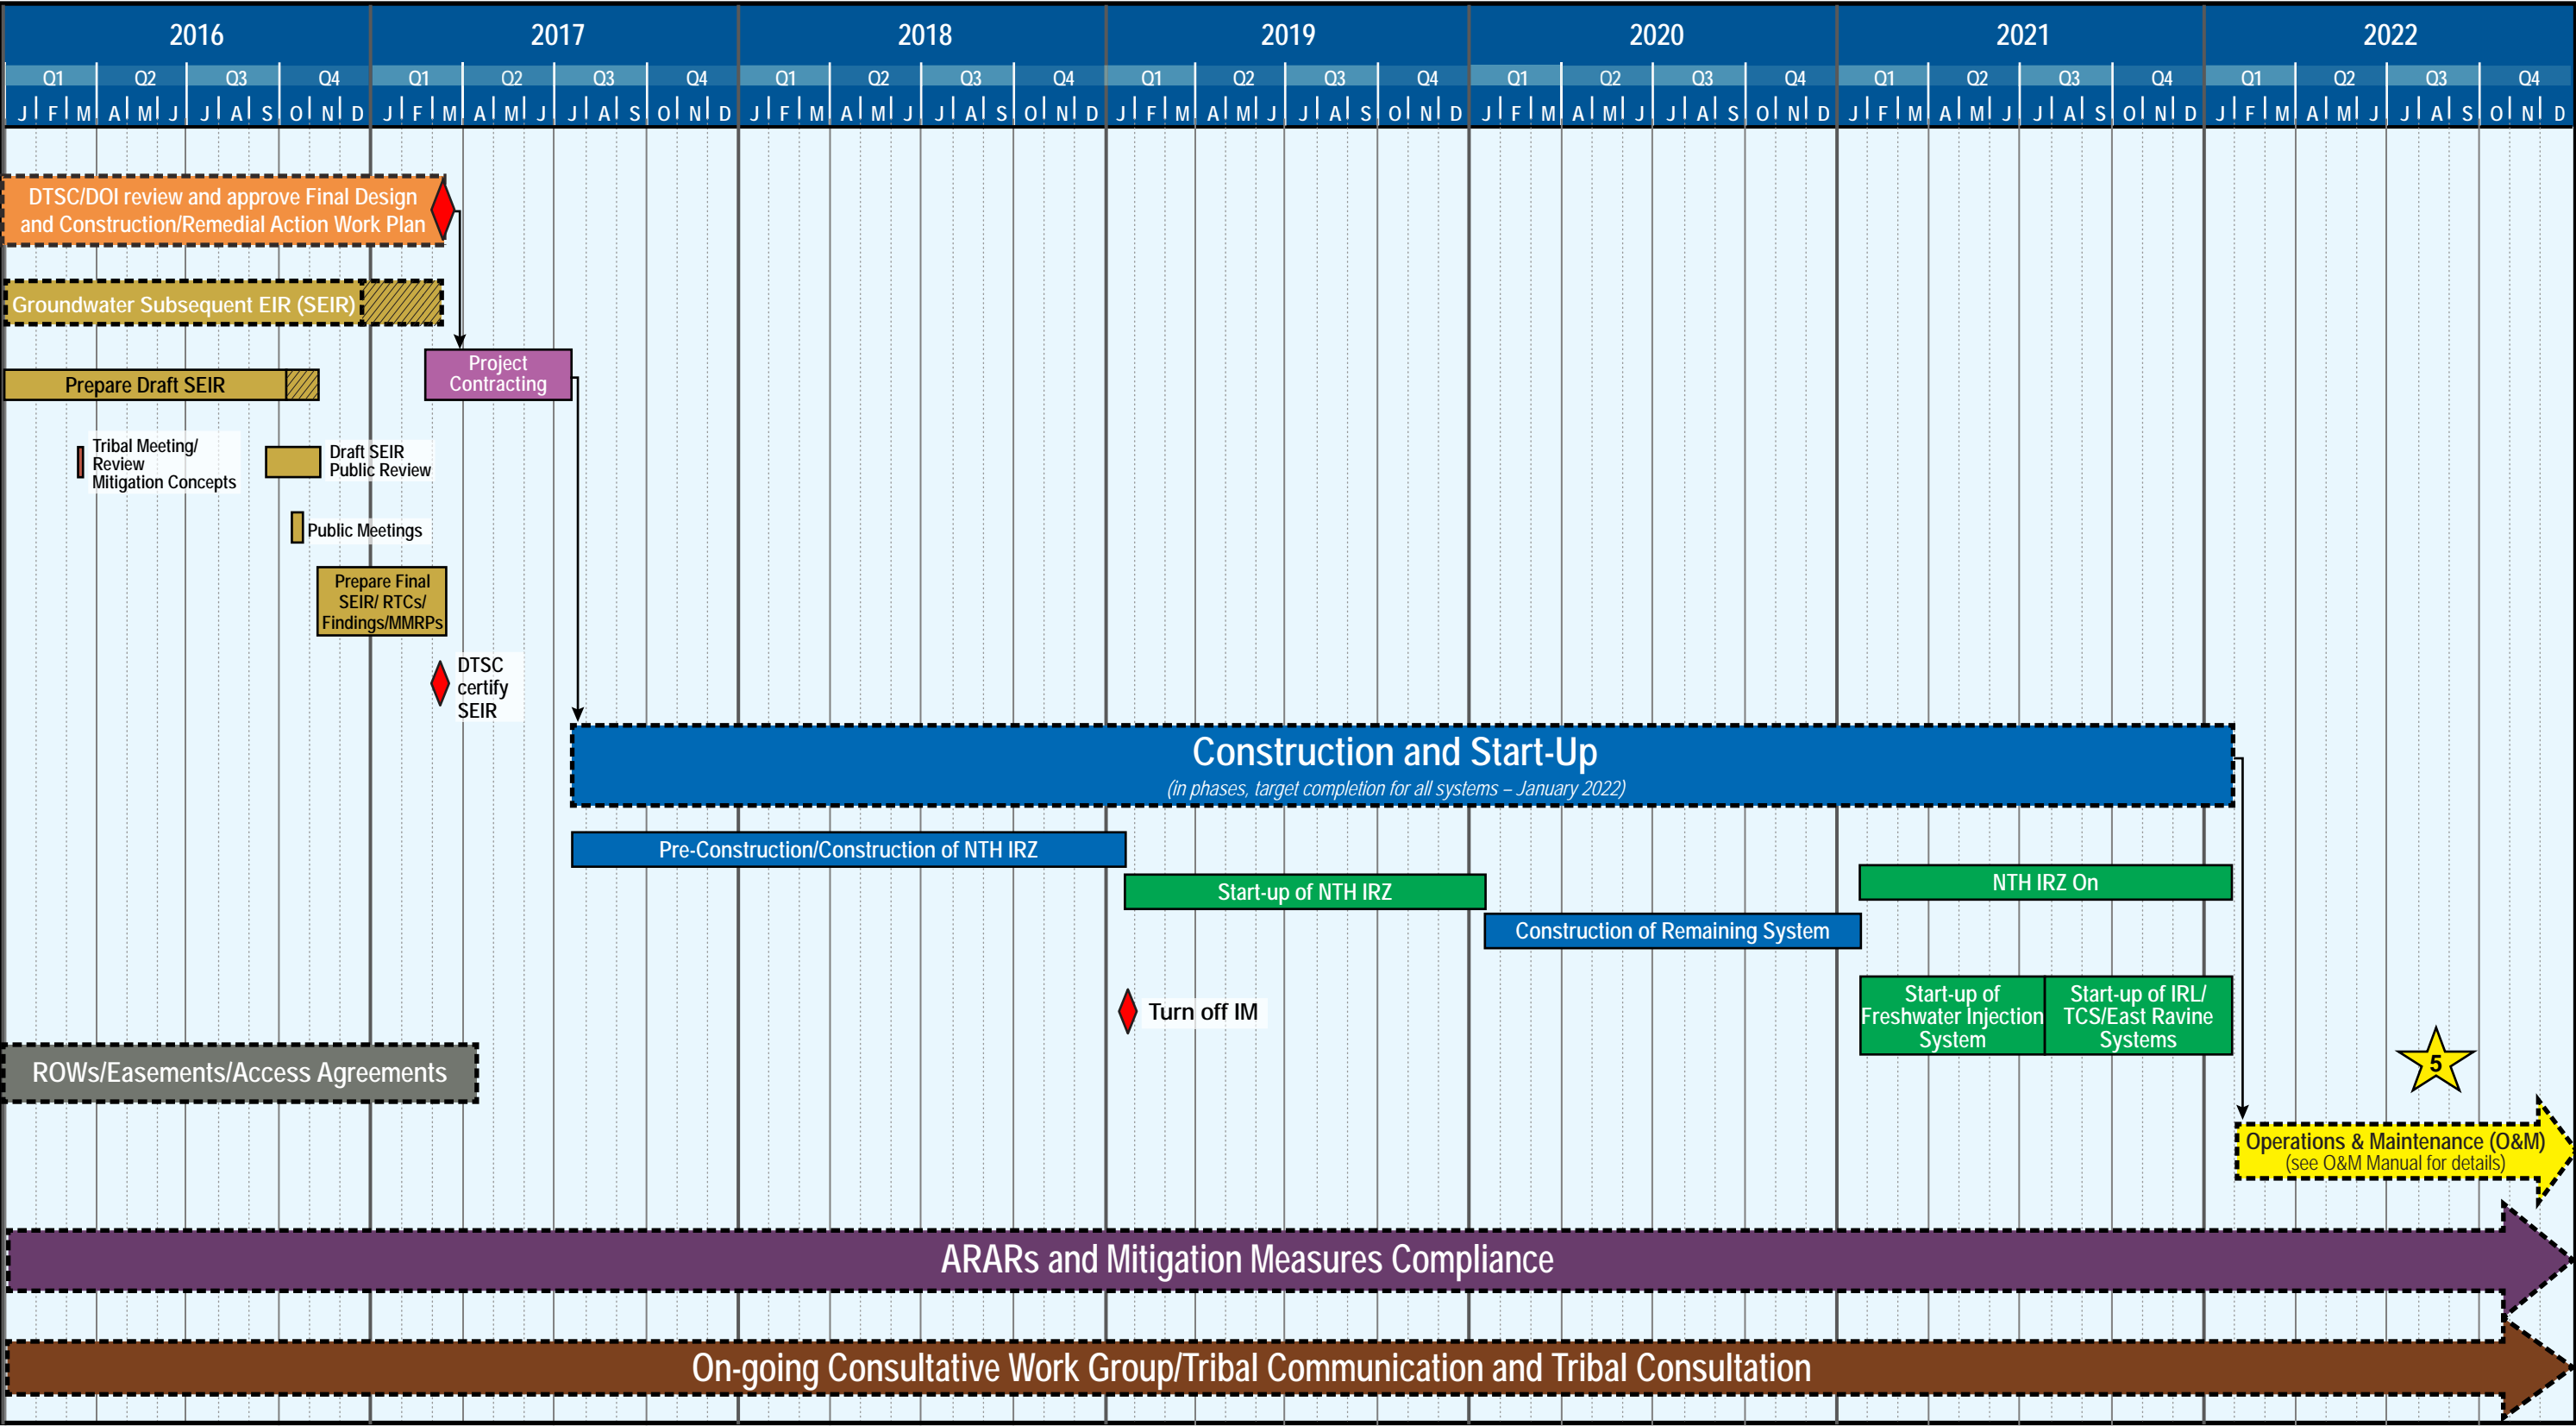 2016 2017 2018 2019 2020 2021 2022
Q1 Q2 Q3 Q4 Q1 Q2 Q3 Q4 Q1 Q2 Q3 Q4 Q1 Q2 Q3 Q4 Q1 Q2 Q3 Q4 Q1 Q2 Q3 Q4 Q1 Q2 Q3 Q4
J F M A M J J A S O N D J F M A M J J A S O N D J F M A M J J A S O N D J F M A M J J A S O N D J F M A M J J A S O N D J F M A M J J A S O N D J F M A M J J A S O N D
DTSC/DOI review and approve Final Design
and Construction/Remedial Action Work Plan
Groundwater Subsequent EIR (SEIR)
Project
Contracting
Prepare Draft SEIR
Tribal Meeting/
Review
Mitigation Concepts
Draft SEIR
Public Review
Public Meetings
Prepare Final
SEIR/ RTCs/
Findings/MMRPs
DTSC
certify
SEIR
Construction and Start-Up
(in phases, target completion for all systems – January 2022)
Pre-Construction/Construction of NTH IRZ
Start-up of NTH IRZ
NTH IRZ On
Construction of Remaining System
Turn off IM
Start-up of
Freshwater Injection
System
Start-up of IRL/
TCS/East Ravine
Systems
ROWs/Easements/Access Agreements
5
Operations & Maintenance (O&M)
(see O&M Manual for details)
ARARs and Mitigation Measures Compliance
On-going Consultative Work Group/Tribal Communication and Tribal Consultation